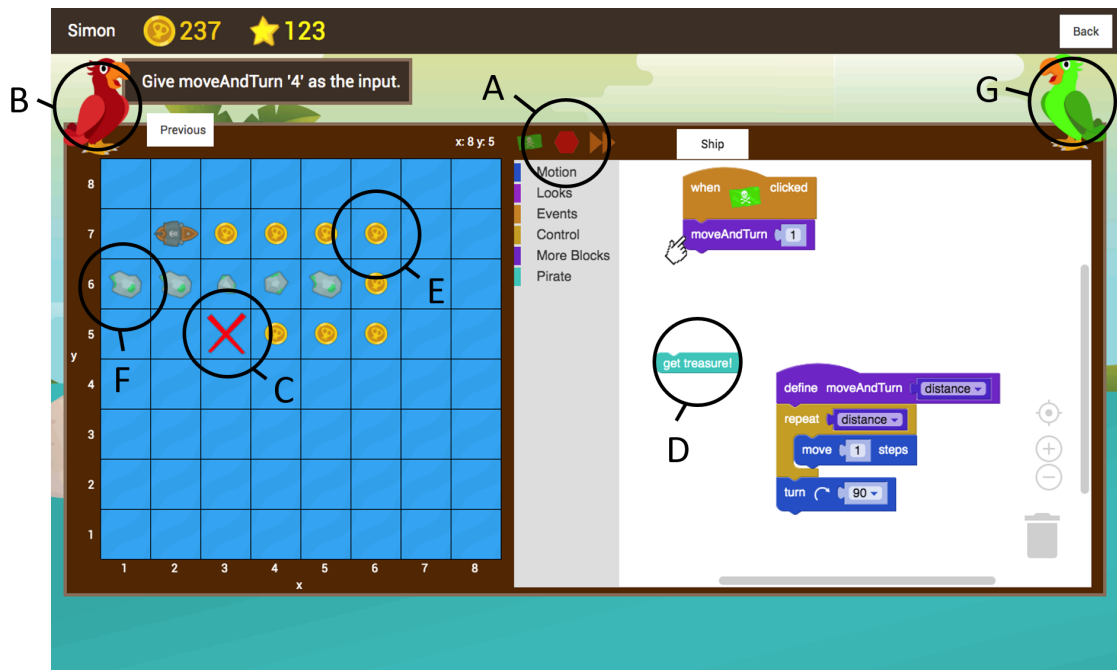 Simon 237 123 Back
A
B
G
Give moveAndTurn '4' as the input.
Previous
x: 8 y: 5
Ship
8
7
6
5
y
4
3
2
1
1 2 3 4 5 6 7 8
x
E
F
C
Motion
Looks
Events
Control
More Blocks
Pirate
when clicked
moveAndTurn 1
get treasure!
D
define moveAndTurn distance
repeat distance
move 1 steps
turn 90